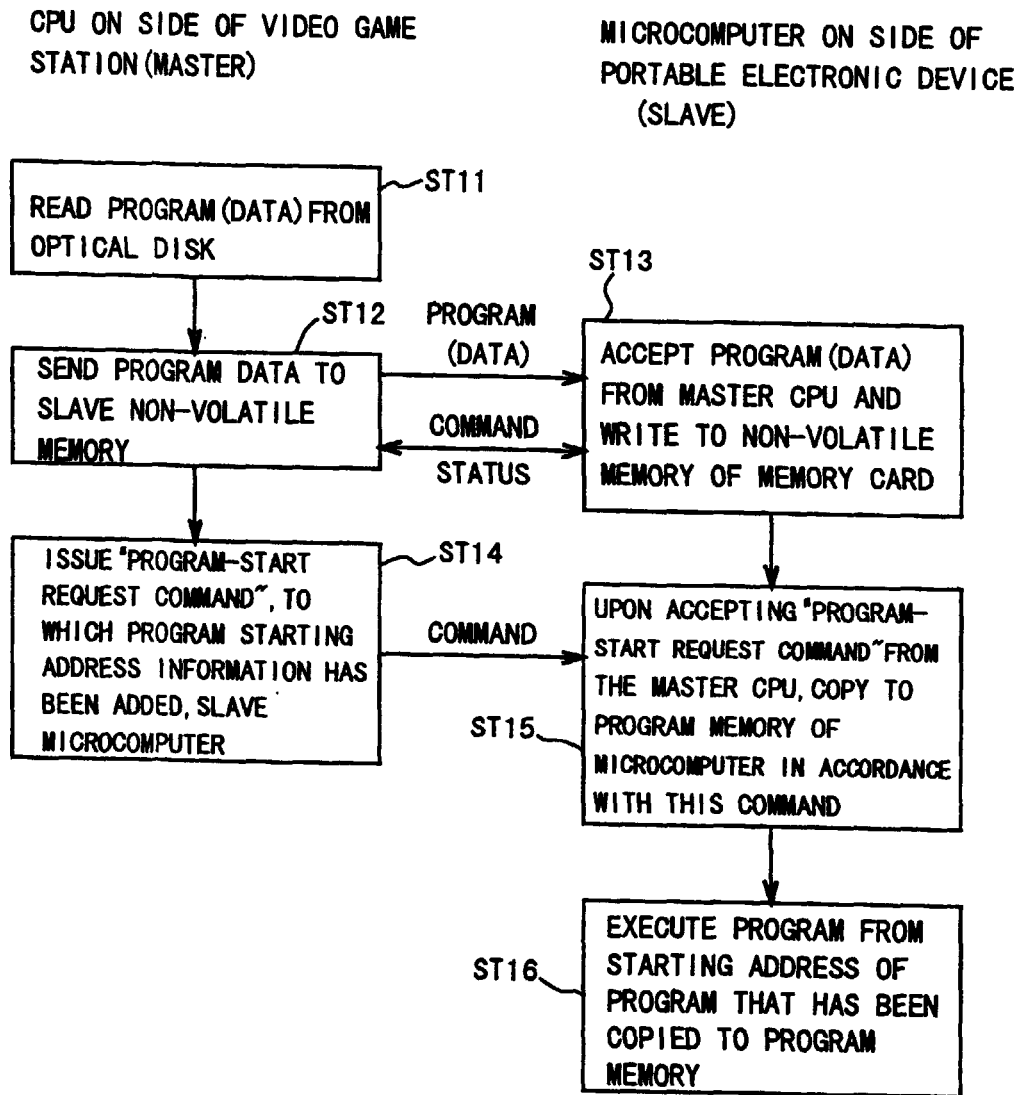 CPU ON SIDE OF VIDEO GAME
STATION(MASTER)
MICROCOMPUTER ON SIDE OF
PORTABLE ELECTRONIC DEVICE
(SLAVE)
ST11
READ PROGRAM(DATA)FROM
OPTICAL DISK
ST12
SEND PROGRAM DATA TO
SLAVE NON-VOLATILE
MEMORY
PROGRAM
(DATA)
COMMAND
STATUS
ST13
ACCEPT PROGRAM(DATA)
FROM MASTER CPU AND
WRITE TO NON-VOLATILE
MEMORY OF MEMORY CARD
ST14
ISSUE "PROGRAM-START
REQUEST COMMAND", TO
WHICH PROGRAM STARTING
ADDRESS INFORMATION HAS
BEEN ADDED, SLAVE
MICROCOMPUTER
COMMAND
ST15
UPON ACCEPTING "PROGRAM-
START REQUEST COMMAND" FROM
THE MASTER CPU, COPY TO
PROGRAM MEMORY OF
MICROCOMPUTER IN ACCORDANCE
WITH THIS COMMAND
ST16
EXECUTE PROGRAM FROM
STARTING ADDRESS OF
PROGRAM THAT HAS BEEN
COPIED TO PROGRAM
MEMORY